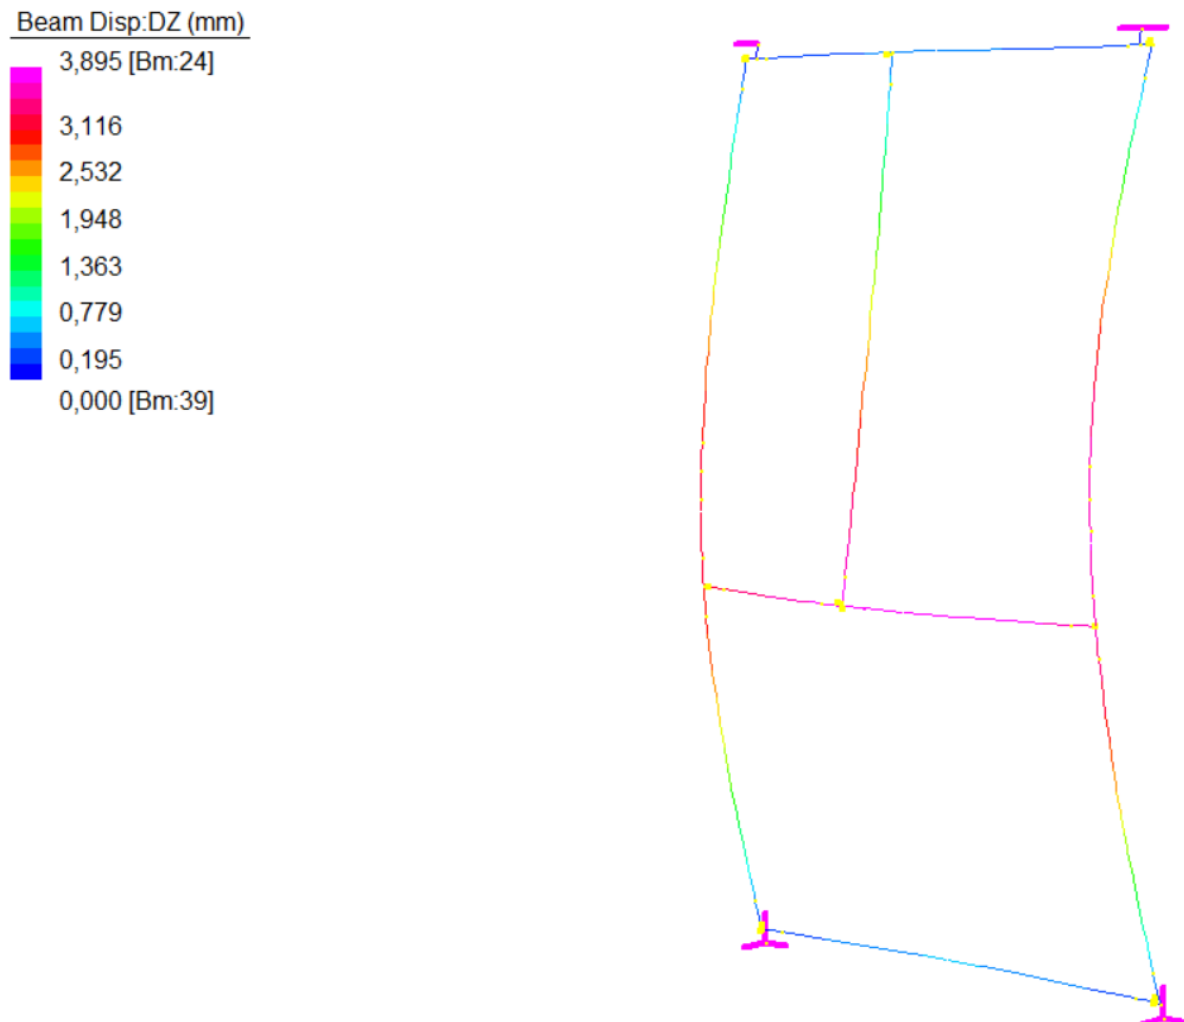 Beam Disp:DZ (mm)
3,895 [Bm:24]
3,116
2,532
1,948
1,363
0,779
0,195
0,000 [Bm:39]